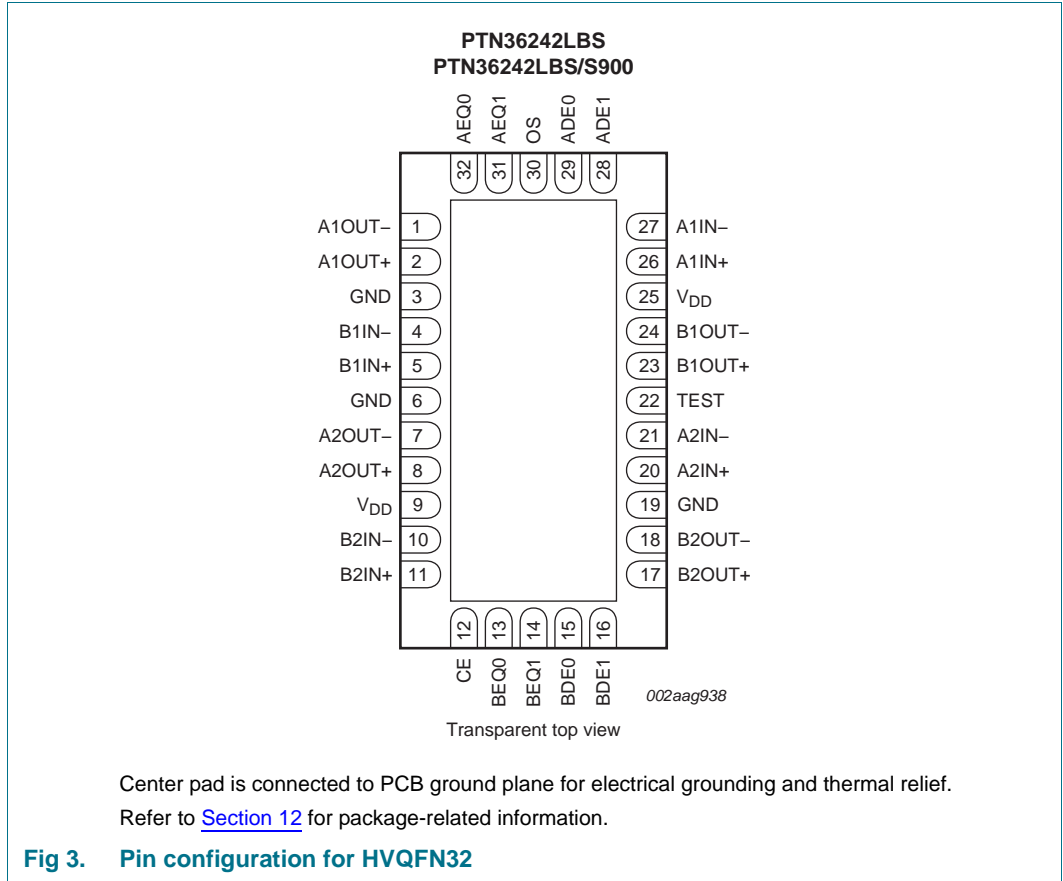 PTN36242LBS
PTN36242LBS/S900
AEQ0
AEQ1
OS
ADE0
ADE1
32
31
30
29
28
A1OUT− 1
A1OUT+ 2
GND 3
B1IN− 4
B1IN+ 5
GND 6
A2OUT− 7
A2OUT+ 8
VDD 9
B2IN− 10
B2IN+ 11
27 A1IN−
26 A1IN+
25 VDD
24 B1OUT−
23 B1OUT+
22 TEST
21 A2IN−
20 A2IN+
19 GND
18 B2OUT−
17 B2OUT+
12
13
14
15
16
CE
BEQ0
BEQ1
BDE0
BDE1
002aag938
Transparent top view
Center pad is connected to PCB ground plane for electrical grounding and thermal relief.
Refer to Section 12 for package-related information.
Fig 3. Pin configuration for HVQFN32